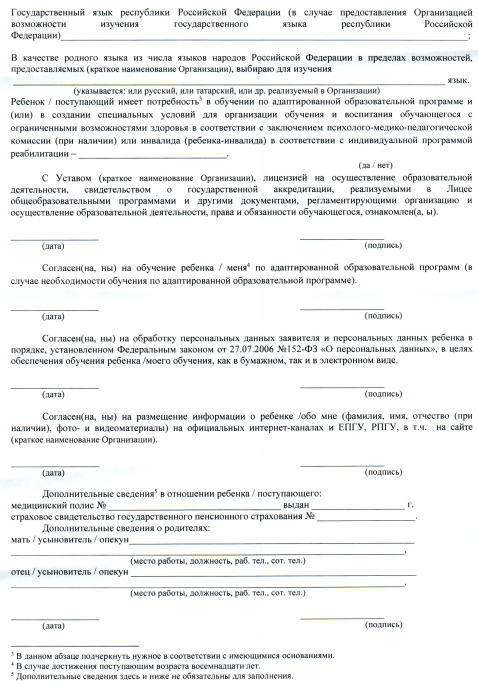 Государственный язык республики Российской Федерации (в случае предоставления Организацией
возможности изучения государственного языка республики Российской
Федерации)____________________;
В качестве родного языка из числа языков народов Российской Федерации в пределах возможностей,
предоставляемых (краткое наименование Организации), выбираю для изучения
____________________ язык.
(указывается: или русский, или татарский, или др. реализуемый в Организации)
Ребенок / поступающий имеет потребность³ в обучении по адаптированной образовательной программе и
(или) в создании специальных условий для организации обучения и воспитания обучающегося с
ограниченными возможностями здоровья в соответствии с заключением психолого-медико-педагогической
комиссии (при наличии) или инвалида (ребенка-инвалида) в соответствии с индивидуальной программой
реабилитации – ____________________.
(да / нет)
С Уставом (краткое наименование Организации), лицензией на осуществление образовательной
деятельности, свидетельством о государственной аккредитации, реализуемыми в Лицее
общеобразовательными программами и другими документами, регламентирующими организацию и
осуществление образовательной деятельности, права и обязанности обучающегося, ознакомлен(а, ы).
(дата) (подпись)
Согласен(на, ны) на обучение ребенка / меня⁴ по адаптированной образовательной программ (в
случае необходимости обучения по адаптированной образовательной программе).
(дата) (подпись)
Согласен(на, ны) на обработку персональных данных заявителя и персональных данных ребенка в
порядке, установленном Федеральным законом от 27.07.2006 №152-ФЗ «О персональных данных», в целях
обеспечения обучения ребенка /моего обучения, как в бумажном, так и в электронном виде.
(дата) (подпись)
Согласен(на, ны) на размещение информации о ребенке /обо мне (фамилия, имя, отчество (при
наличии), фото- и видеоматериалы) на официальных интернет-каналах и ЕПГУ, РПГУ, в т.ч. на сайте
(краткое наименование Организации).
(дата) (подпись)
Дополнительные сведения⁵ в отношении ребенка / поступающего:
медицинский полис № ____________________ выдан ____________________ г.
страховое свидетельство государственного пенсионного страхования № ____________________.
Дополнительные сведения о родителях:
мать / усыновитель / опекун____________________
____________________,
(место работы, должность, раб. тел., сот. тел.)
отец / усыновитель / опекун ____________________
____________________.
(место работы, должность, раб. тел., сот. тел.)
(дата) (подпись)
³ В данном абзаце подчеркнуть нужное в соответствии с имеющимися основаниями.
⁴ В случае достижения поступающим возраста восемнадцати лет.
⁵ Дополнительные сведения здесь и ниже не обязательны для заполнения.